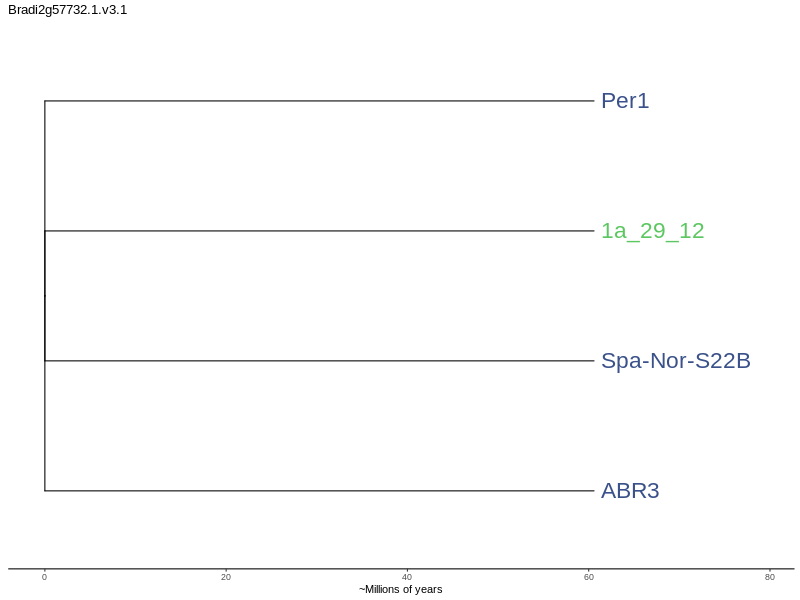 Bradi2g57732.1.v3.1
Per1
1a_29_12
Spa-Nor-S22B
ABR3
0 20 40 60 80
~Millions of years